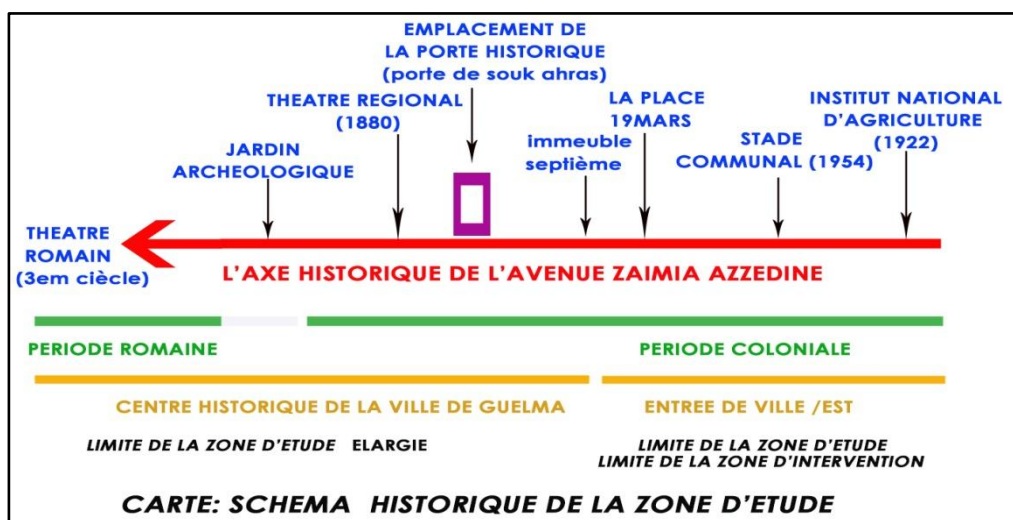 EMPLACEMENT DE
LA PORTE HISTORIQUE
(porte de souk ahras)
THEATRE REGIONAL
(1880)
JARDIN
ARCHEOLOGIQUE
immeuble
septième
LA PLACE
19MARS
STADE
COMMUNAL (1954)
INSTITUT NATIONAL
D'AGRICULTURE
(1922)
THEATRE
ROMAIN
(3em ciècle)
L'AXE HISTORIQUE DE L'AVENUE ZAIMIA AZZEDINE
PERIODE ROMAINE
PERIODE COLONIALE
CENTRE HISTORIQUE DE LA VILLE DE GUELMA
ENTREE DE VILLE /EST
LIMITE DE LA ZONE D'ETUDE ELARGIE
LIMITE DE LA ZONE D'ETUDE
LIMITE DE LA ZONE D'INTERVENTION
CARTE: SCHEMA HISTORIQUE DE LA ZONE D'ETUDE